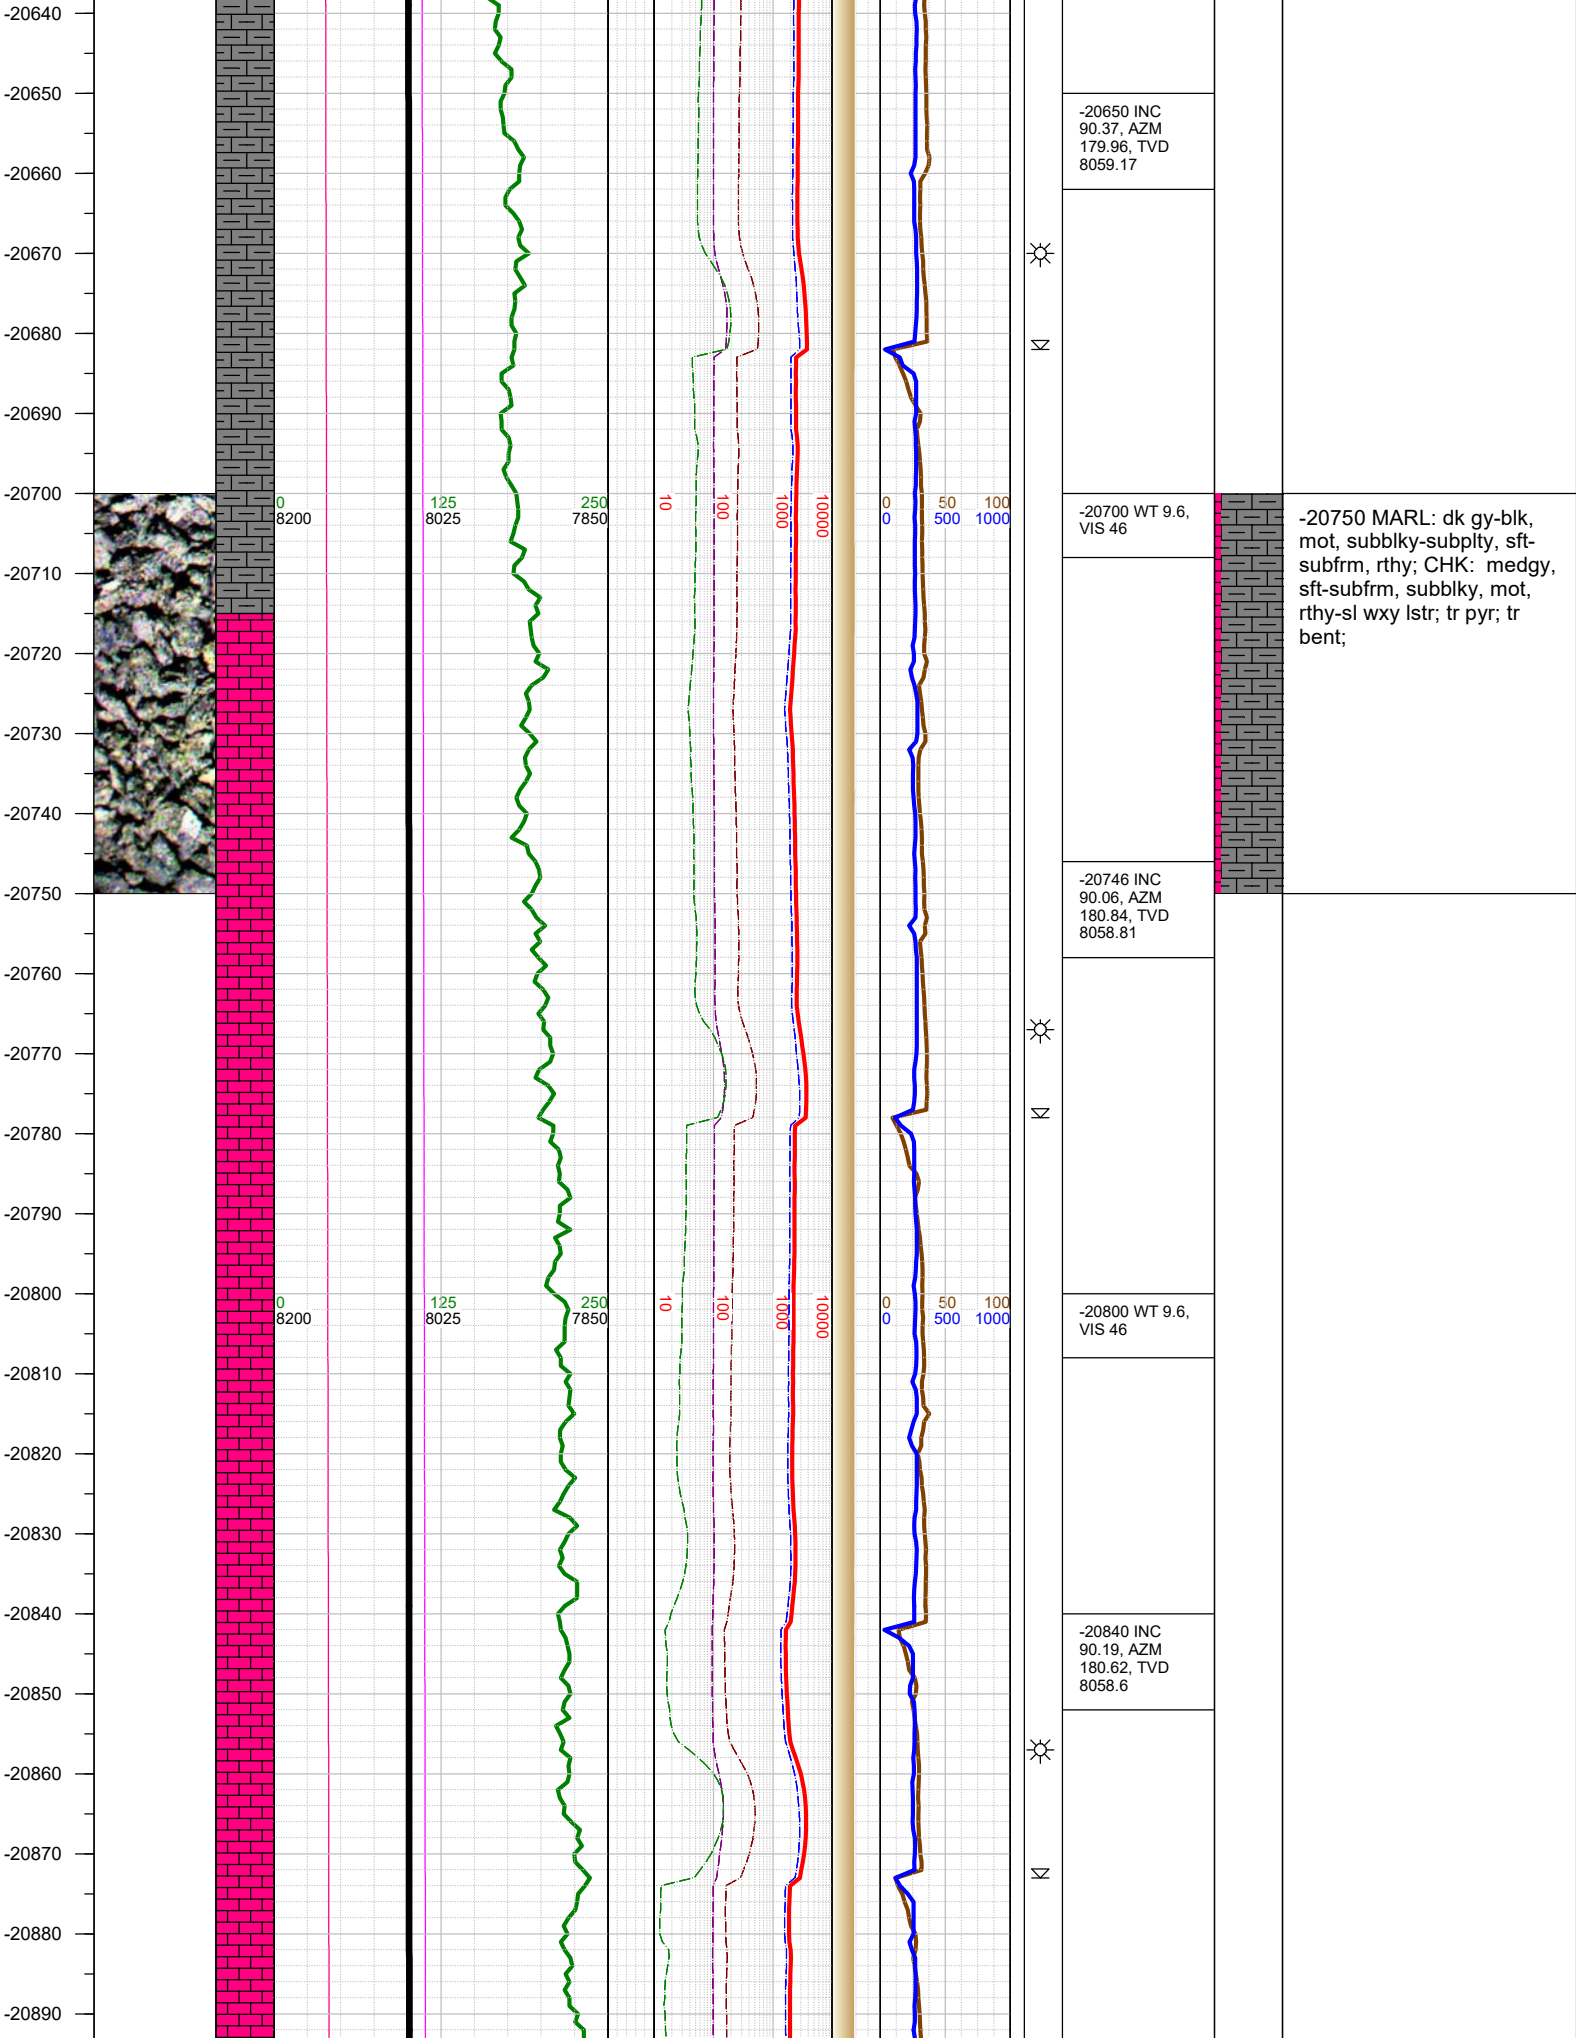 -20640
-20650
-20650 INC
90.37, AZM
179.96, TVD
8059.17
-20660
-20670
-20680
-20690
-20700
0 125 250
8200 8025 7850
10 100 1000 10000
0 50 100
0 500 1000
-20700 WT 9.6,
VIS 46
-20750 MARL: dk gy-blk,
mot, subblky-subplty, sft-
subfrm, rthy; CHK: medgy,
sft-subfrm, subblky, mot,
rthy-sl wxy lstr; tr pyr; tr
bent;
-20710
-20720
-20730
-20740
-20750
-20746 INC
90.06, AZM
180.84, TVD
8058.81
-20760
-20770
-20780
-20790
-20800
0 125 250
8200 8025 7850
10 100 1000 10000
0 50 100
0 500 1000
-20800 WT 9.6,
VIS 46
-20810
-20820
-20830
-20840
-20840 INC
90.19, AZM
180.62, TVD
8058.6
-20850
-20860
-20870
-20880
-20890